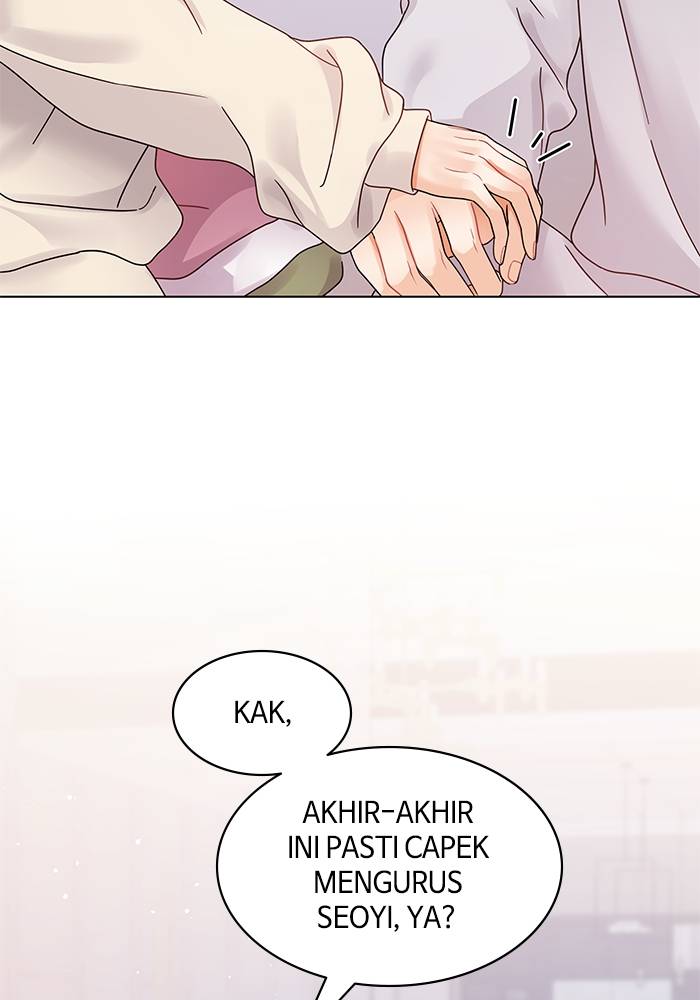 KAK,
AKHIR-AKHIR
INI PASTI CAPEK
MENGURUS
SEOYI, YA?